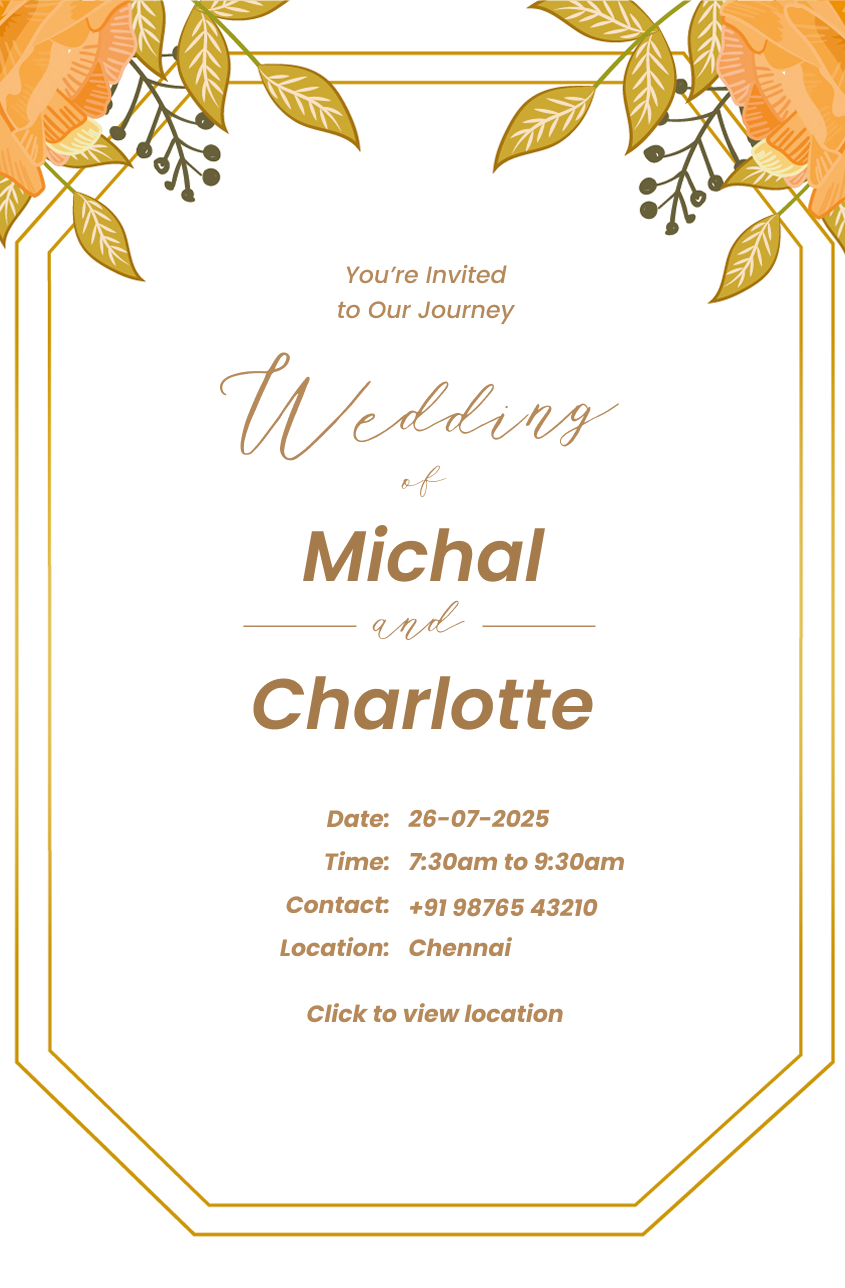 You’re Invited
to Our Journey
Wedding
of
Michal
and
Charlotte
Date: 26-07-2025
Time: 7:30am to 9:30am
Contact: +91 98765 43210
Location: Chennai
Click to view location